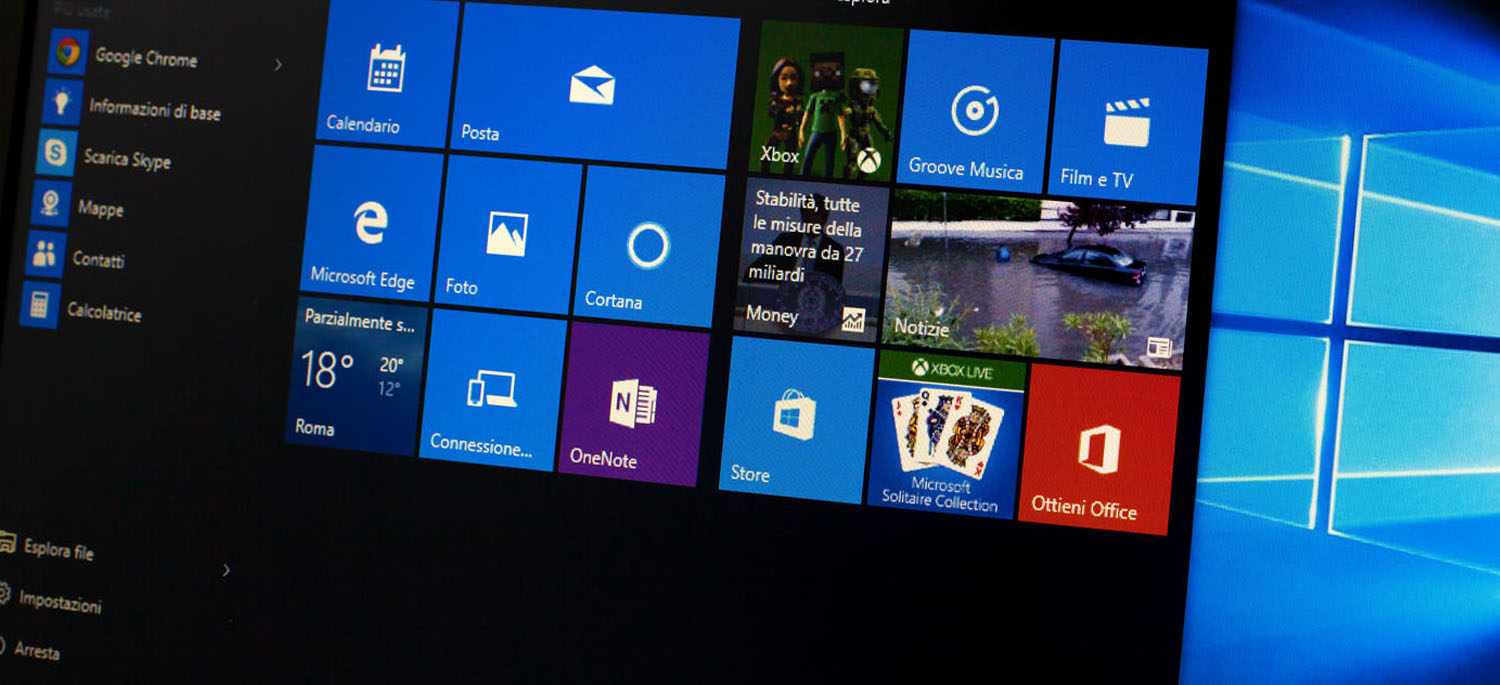 Più usate
Google Chrome
Informazioni di base
Scarica Skype
Mappe
Contatti
Calcolatrice
Esplora file
Impostazioni
Arresta
Calendario
Posta
Microsoft Edge
Foto
Cortana
Parzialmente s...
18°
20°
12°
Roma
Connessione...
OneNote
Xbox
Groove Musica
Film e TV
Stabilità, tutte
le misure della
manovra da 27
miliardi
Money
Notizie
Store
XBOX LIVE
Microsoft
Solitaire Collection
Ottieni Office